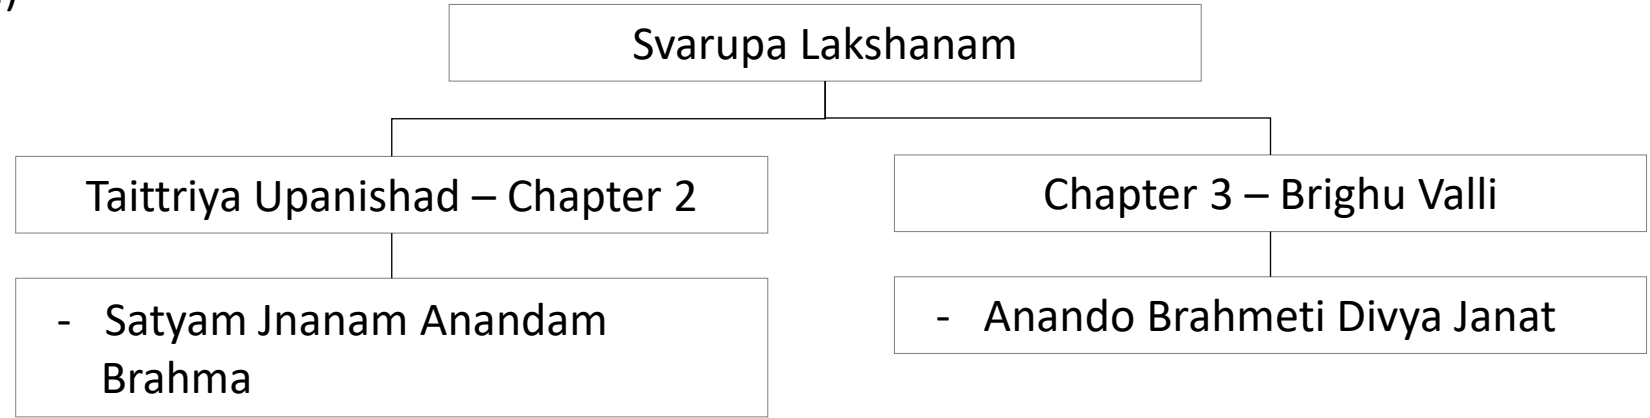 Svarupa Lakshanam
Taittriya Upanishad – Chapter 2
Chapter 3 – Brighu Valli
- Satyam Jnanam Anandam
Brahma
- Anando Brahmeti Divya Janat